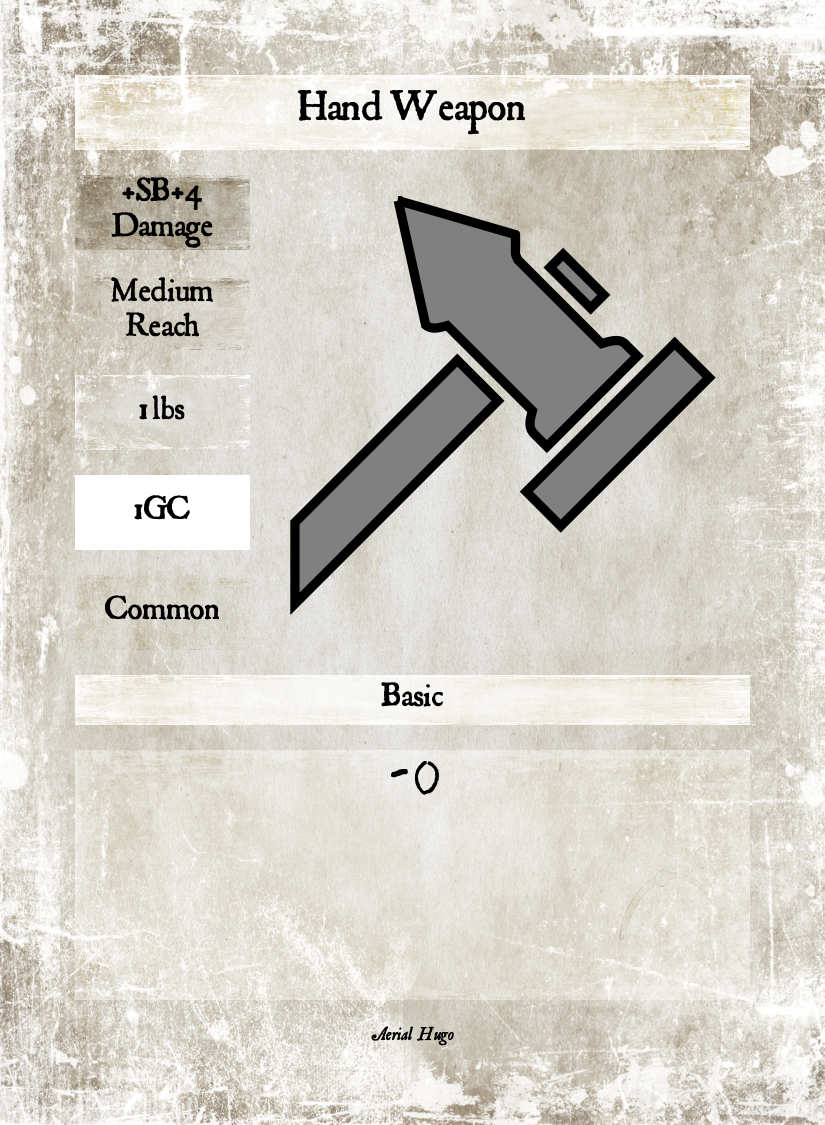 Hand Weapon
+SB+4
Damage
Medium
Reach
1 lbs
1GC
Common
Basic
-0
Aerial Hugo